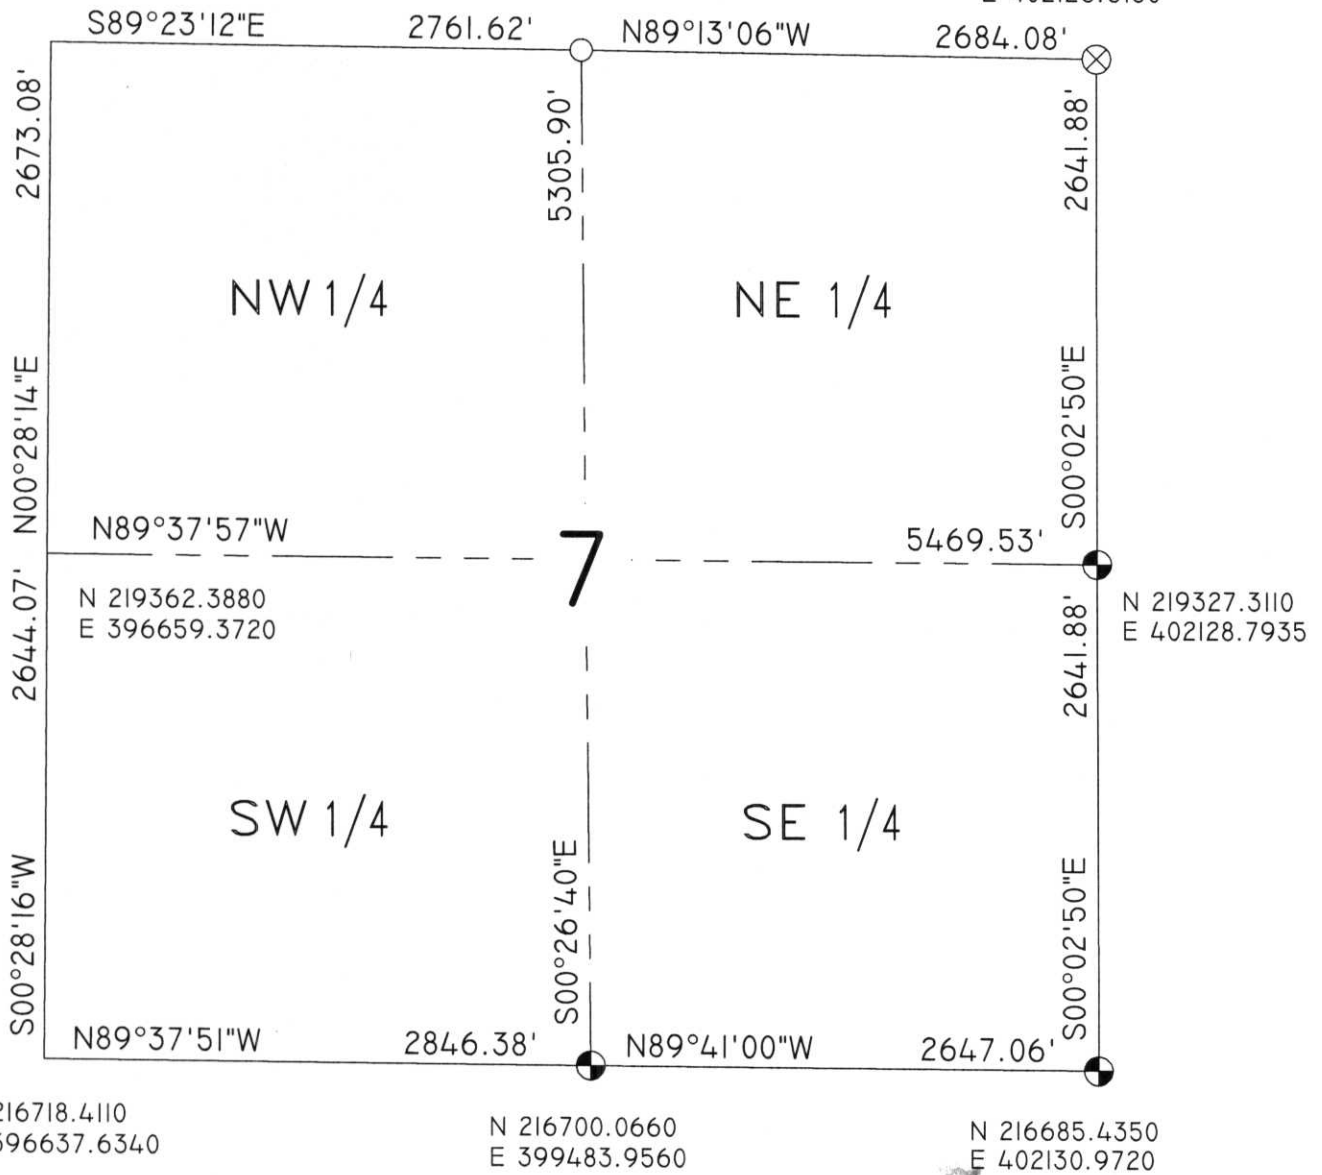 S89°23'12"E 2761.62' N89°13'06"W 2684.08'
2673.08'
5305.90'
2641.88'
NW 1/4 NE 1/4
N00°28'14"E
S00°02'50"E
N89°37'57"W 5469.53'
7
N 219362.3880
E 396659.3720
N 219327.3110
E 402128.7935
2644.07'
2641.88'
SW 1/4 SE 1/4
S00°28'16"W
S00°26'40"E
S00°02'50"E
N89°37'51"W 2846.38' N89°41'00"W 2647.06'
216718.4110
96637.6340
N 216700.0660
E 399483.9560
N 216685.4350
E 402130.9720